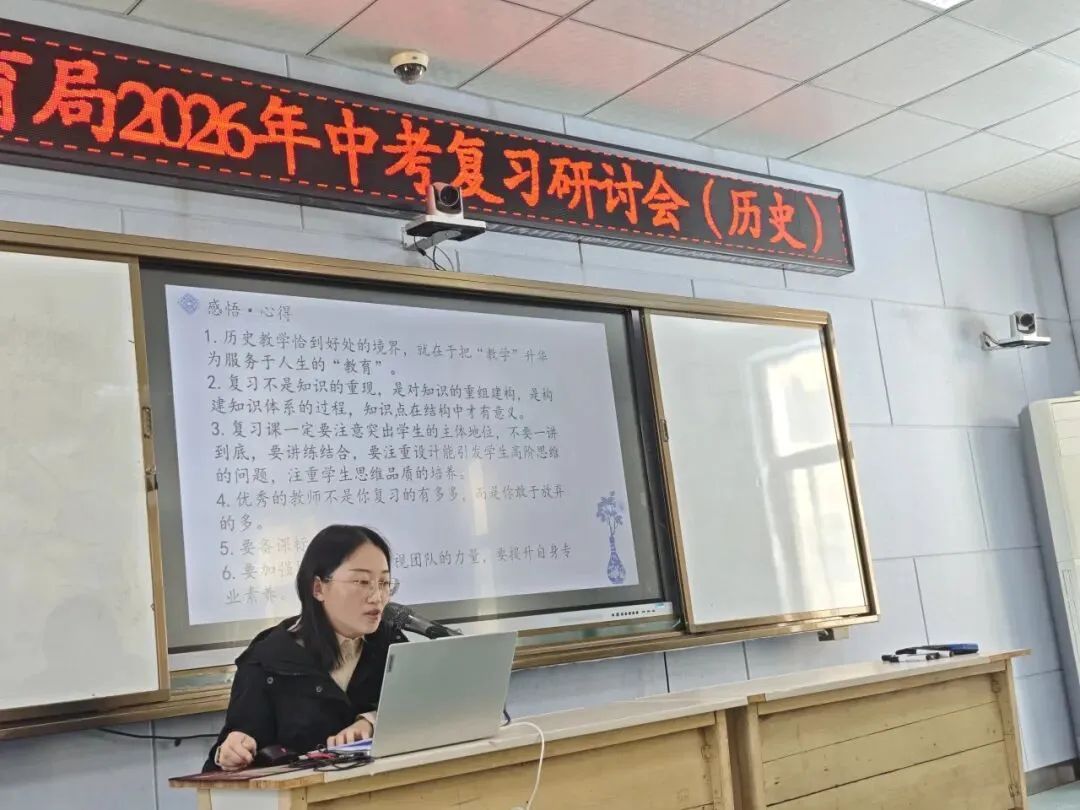 育局2026年中考复习研讨会（历史）
感悟·心得
1. 历史教学恰到好处的境界，就在于把“教学”升华
为服务于人生的“教育”。
2. 复习不是知识的重现，是对知识的重组建构，是构
建知识体系的过程，知识点在结构中才有意义。
3. 复习课一定要注意突出学生的主体地位，不要一讲
到底，要讲练结合，要注重设计能引发学生高阶思维
的问题，注重学生思维品质的培养。
4. 优秀的教师不是你复习的有多多，而是你敢于放弃
的多。
5. 要备课标
6. 要加强 视团队的力量，要提升自身专
业素养。